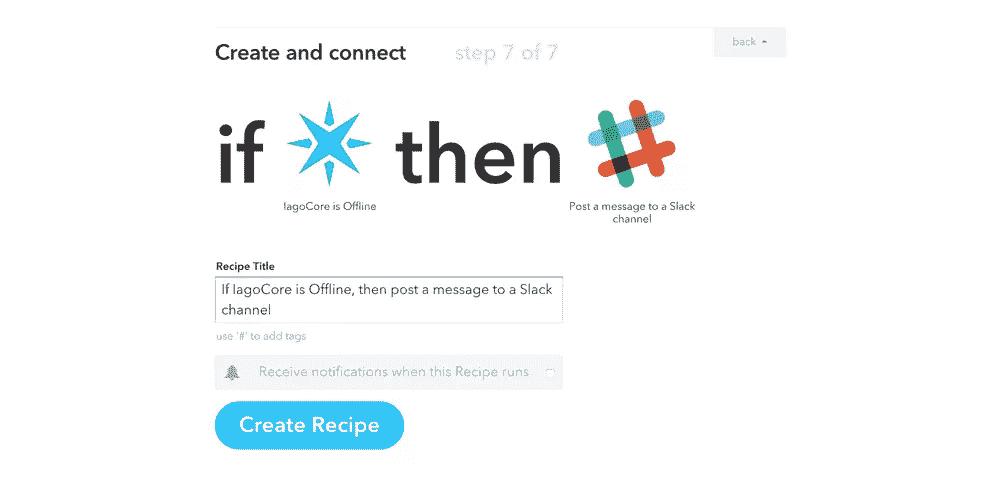 Create and connect step 7 of 7 back
if then
IagoCore is Offline Post a message to a Slack
channel
Recipe Title
If IagoCore is Offline, then post a message to a Slack
channel
use '#' to add tags
Receive notifications when this Recipe runs
Create Recipe